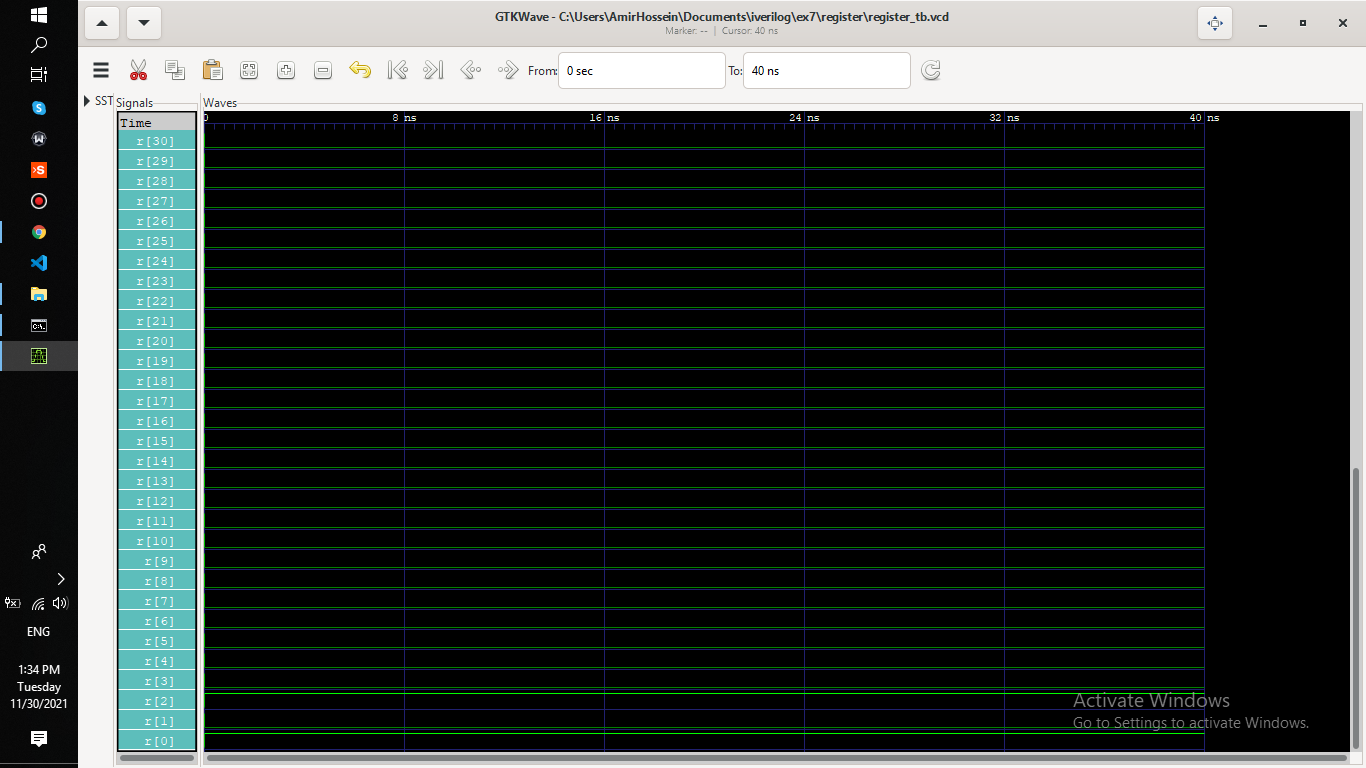 GTKWave - C:\Users\AmirHossein\Documents\iverilog\ex7\register\register_tb.vcd
Marker: -- | Cursor: 40 ns
From: 0 sec To: 40 ns
SST
Signals
Waves
Time
0 8 ns 16 ns 24 ns 32 ns 40 ns
r[30]
r[29]
r[28]
r[27]
r[26]
r[25]
r[24]
r[23]
r[22]
r[21]
r[20]
r[19]
r[18]
r[17]
r[16]
r[15]
r[14]
r[13]
r[12]
r[11]
r[10]
r[9]
r[8]
r[7]
r[6]
r[5]
r[4]
r[3]
r[2]
r[1]
r[0]
Activate Windows
Go to Settings to activate Windows.
ENG
1:34 PM
Tuesday
11/30/2021